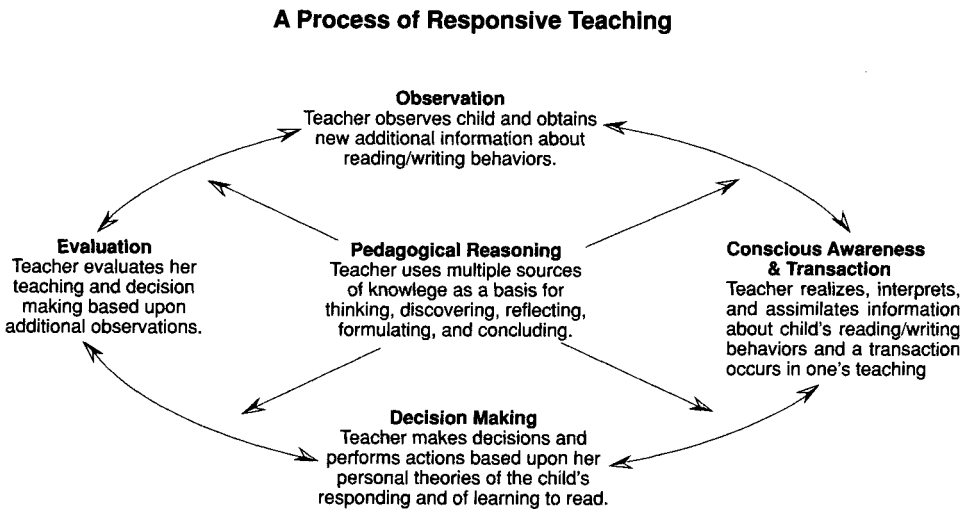 A Process of Responsive Teaching
Observation
Teacher observes child and obtains
new additional information about
reading/writing behaviors.
Evaluation
Teacher evaluates her
teaching and decision
making based upon
additional observations.
Pedagogical Reasoning
Teacher uses multiple sources
of knowlege as a basis for
thinking, discovering, reflecting,
formulating, and concluding.
Conscious Awareness
& Transaction
Teacher realizes, interprets,
and assimilates information
about child's reading/writing
behaviors and a transaction
occurs in one's teaching
Decision Making
Teacher makes decisions and
performs actions based upon her
personal theories of the child's
responding and of learning to read.